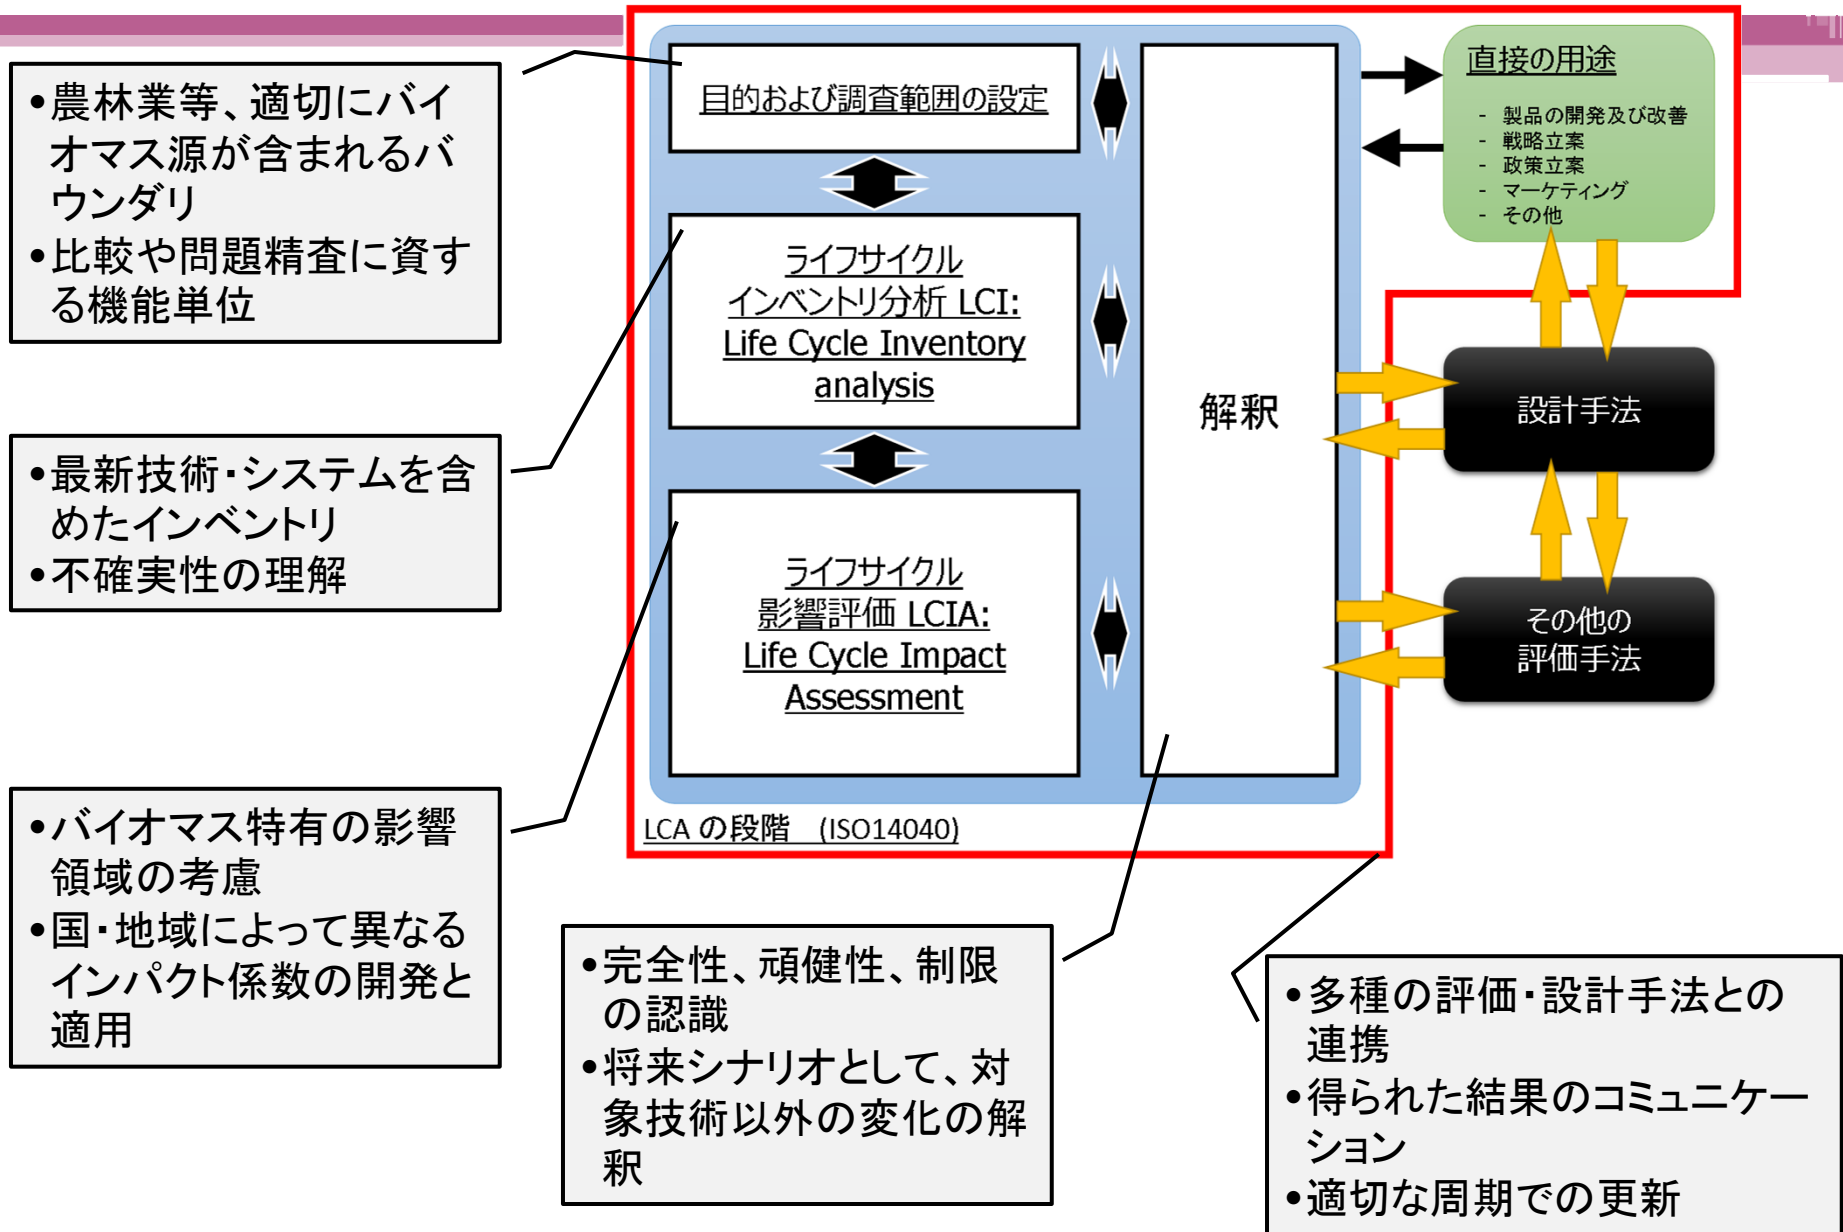 •農林業等、適切にバイ
オマス源が含まれるバ
ウンダリ
•比較や問題精査に資す
る機能単位
•最新技術・システムを含
めたインベントリ
•不確実性の理解
•バイオマス特有の影響
領域の考慮
•国・地域によって異なる
インパクト係数の開発と
適用
目的および調査範囲の設定
ライフサイクル
インベントリ分析 LCI:
Life Cycle Inventory
analysis
ライフサイクル
影響評価 LCIA:
Life Cycle Impact
Assessment
解釈
LCA の段階 (ISO14040)
直接の用途
- 製品の開発及び改善
- 戦略立案
- 政策立案
- マーケティング
- その他
設計手法
その他の
評価手法
•完全性、頑健性、制限
の認識
•将来シナリオとして、対
象技術以外の変化の解
釈
•多種の評価・設計手法との
連携
•得られた結果のコミュニケー
ション
•適切な周期での更新